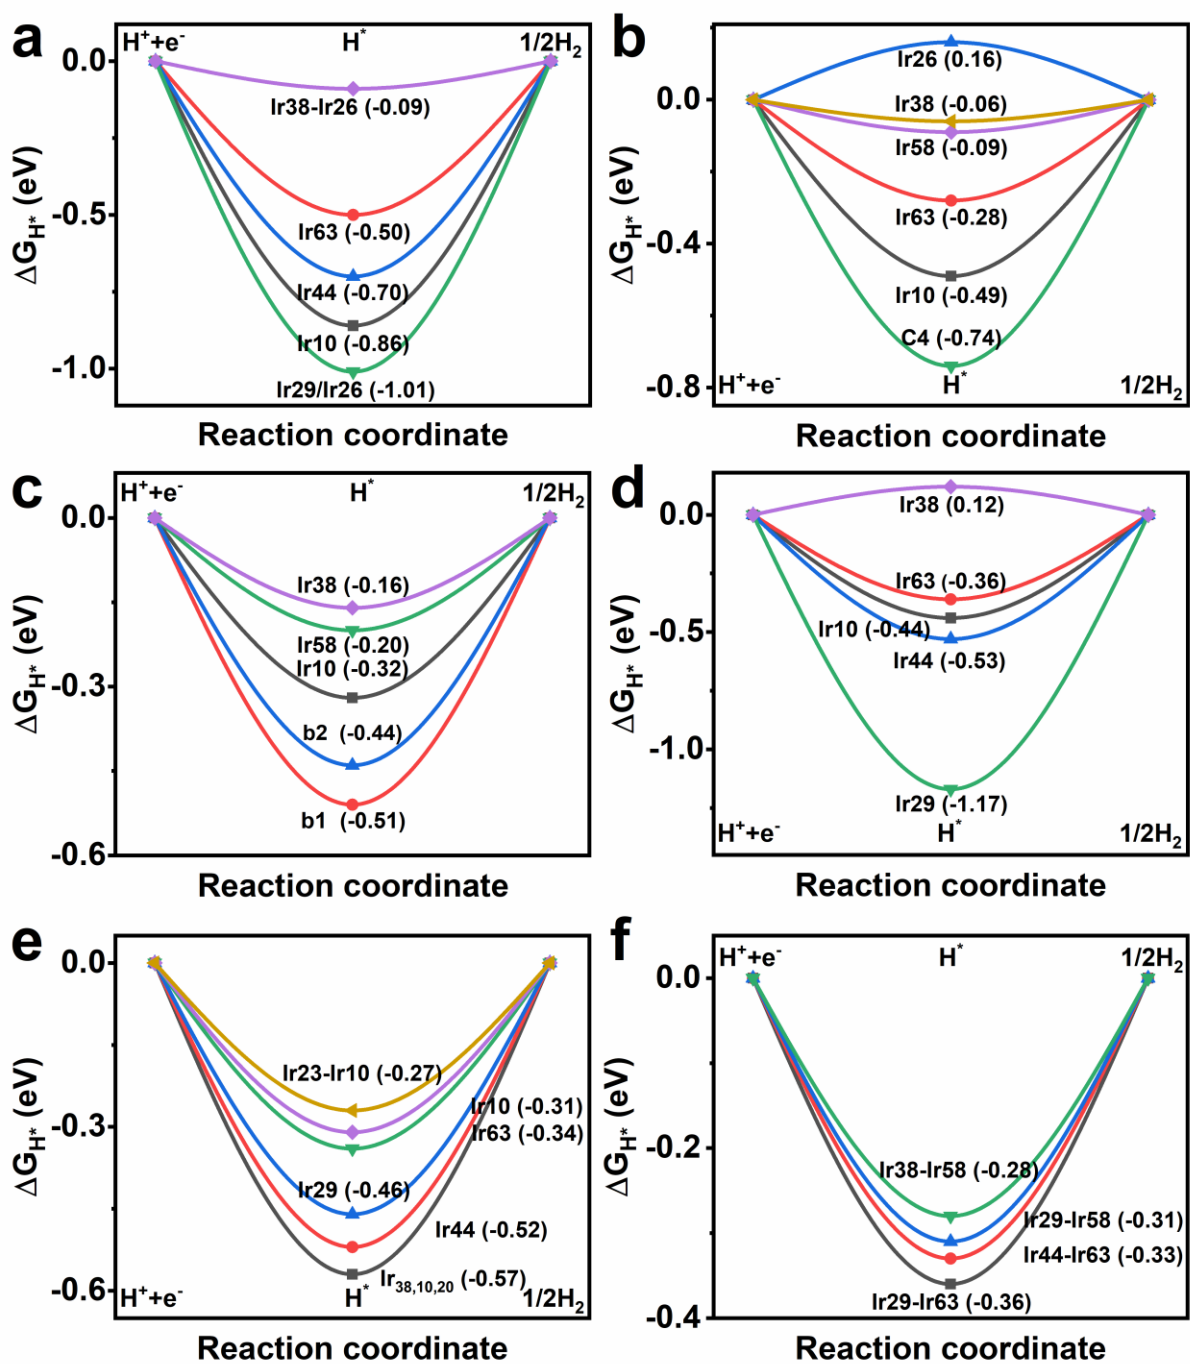 a
H⁺+e⁻ H* 1/2H₂
0.0
Ir38-Ir26 (-0.09)
-0.5
Ir63 (-0.50)
Ir44 (-0.70)
Ir10 (-0.86)
-1.0
Ir29/Ir26 (-1.01)
ΔG_H* (eV)
Reaction coordinate
b
Ir26 (0.16)
0.0
Ir38 (-0.06)
Ir58 (-0.09)
Ir63 (-0.28)
-0.4
Ir10 (-0.49)
C4 (-0.74)
-0.8
H⁺+e⁻ H* 1/2H₂
ΔG_H* (eV)
Reaction coordinate
c
H⁺+e⁻ H* 1/2H₂
0.0
Ir38 (-0.16)
Ir58 (-0.20)
Ir10 (-0.32)
-0.3
b2 (-0.44)
b1 (-0.51)
-0.6
ΔG_H* (eV)
Reaction coordinate
d
Ir38 (0.12)
0.0
Ir63 (-0.36)
Ir10 (-0.44)
-0.5
Ir44 (-0.53)
-1.0
Ir29 (-1.17)
H⁺+e⁻ H* 1/2H₂
ΔG_H* (eV)
Reaction coordinate
e
0.0
Ir23-Ir10 (-0.27)
Ir10 (-0.31)
-0.3
Ir63 (-0.34)
Ir29 (-0.46)
Ir44 (-0.52)
Ir₃₈,₁₀,₂₀ (-0.57)
-0.6
H⁺+e⁻ H* 1/2H₂
ΔG_H* (eV)
Reaction coordinate
f
H⁺+e⁻ H* 1/2H₂
0.0
-0.2
Ir38-Ir58 (-0.28)
Ir29-Ir58 (-0.31)
Ir44-Ir63 (-0.33)
Ir29-Ir63 (-0.36)
-0.4
ΔG_H* (eV)
Reaction coordinate